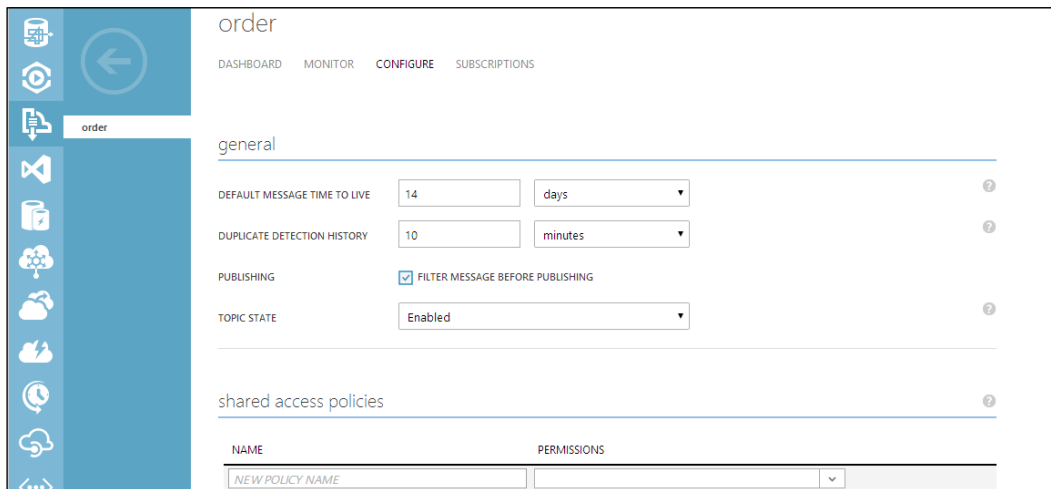 order
DASHBOARD MONITOR CONFIGURE SUBSCRIPTIONS
order
general
DEFAULT MESSAGE TIME TO LIVE 14 days
DUPLICATE DETECTION HISTORY 10 minutes
PUBLISHING FILTER MESSAGE BEFORE PUBLISHING
TOPIC STATE Enabled
shared access policies
NAME PERMISSIONS
NEW POLICY NAME